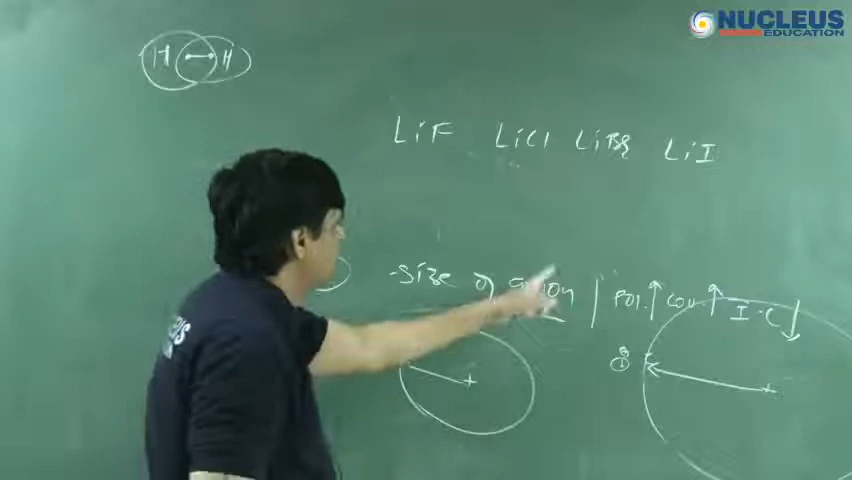 NUCLEUS
EDUCATION
H H
LiF LiCl LiBr LiI
-Size of anion | POl. ↑ COV ↑ I.C ↓
+
+